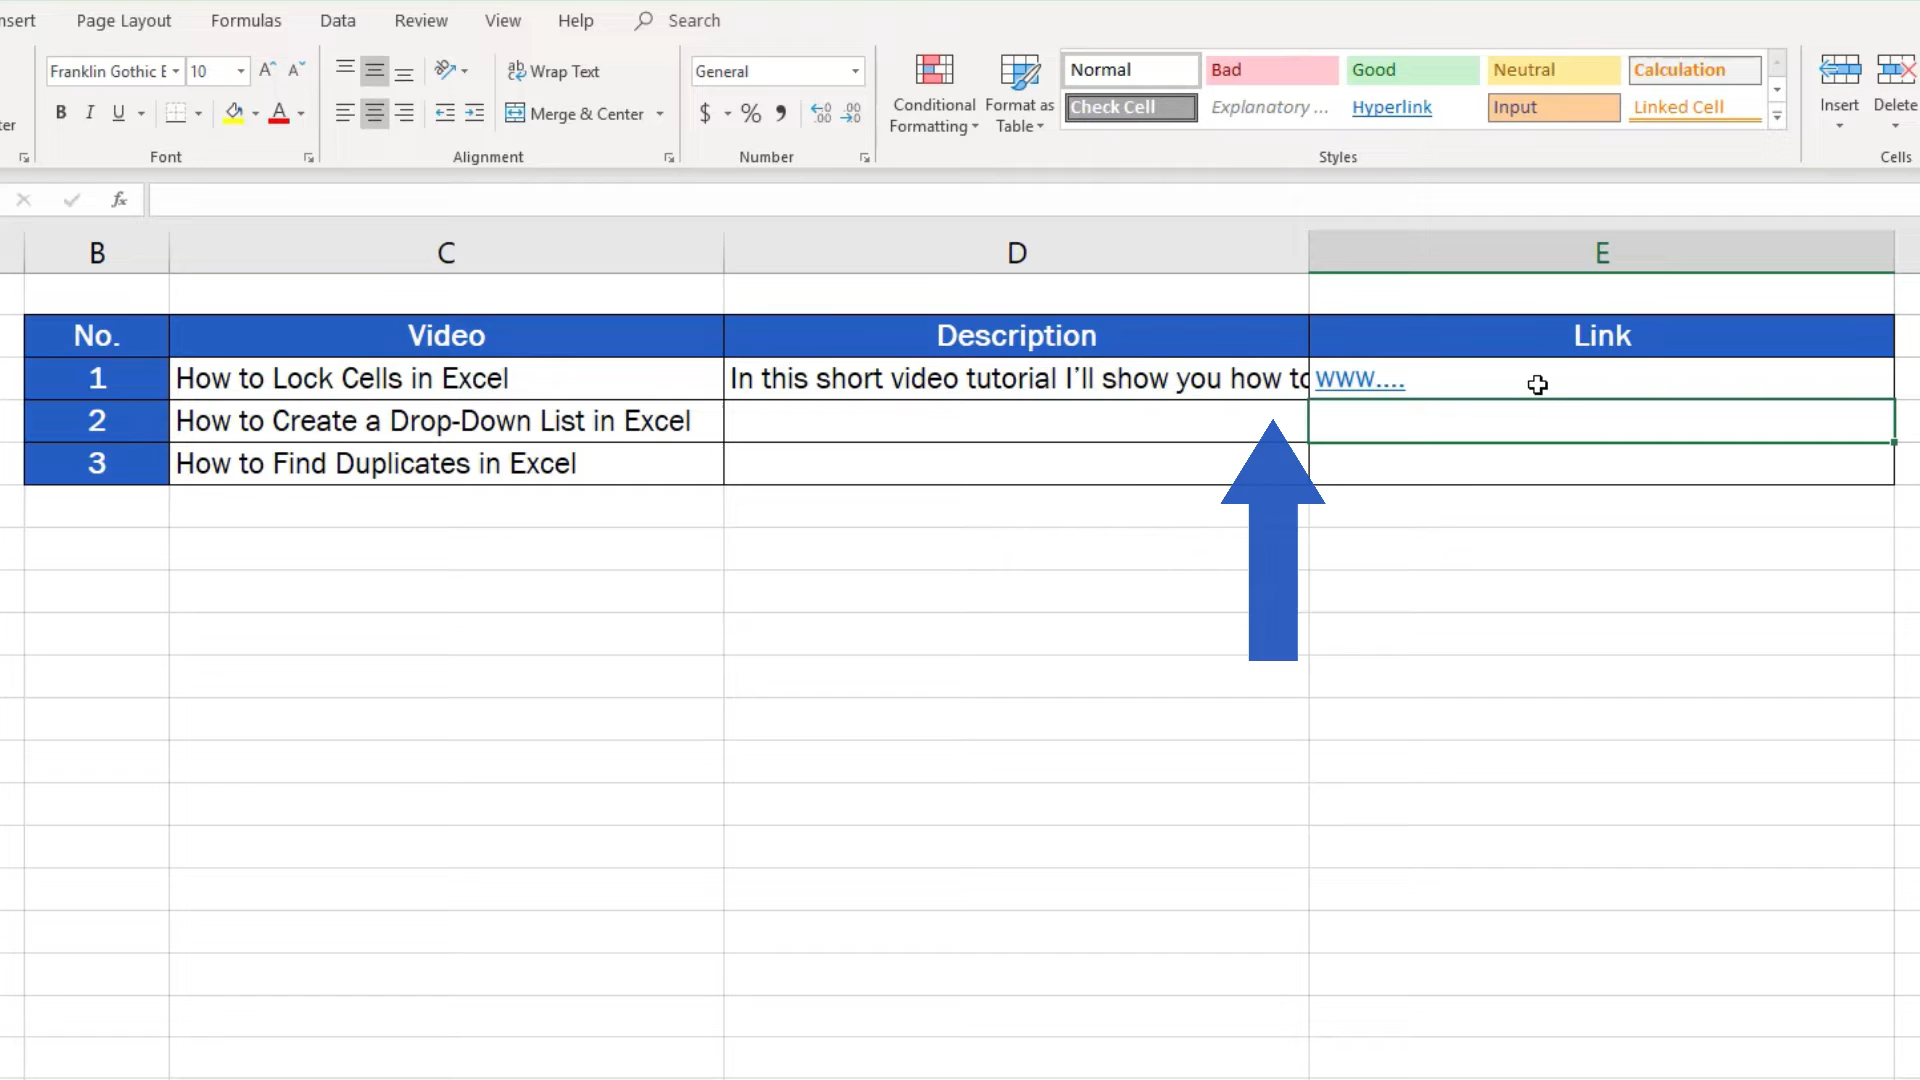 Page Layout Formulas Data Review View Help Search
Franklin Gothic 10 A A
Wrap Text
General
Conditional Formatting
Format as Table
Normal Bad Good Neutral Calculation
Check Cell Explanatory ... Hyperlink Input Linked Cell
Insert Delete
B I U A
Merge & Center
$ % ,
Font Alignment Number Styles Cells
fx
B C D E
No. Video Description Link
1 How to Lock Cells in Excel In this short video tutorial I’ll show you how to www....
2 How to Create a Drop-Down List in Excel
3 How to Find Duplicates in Excel